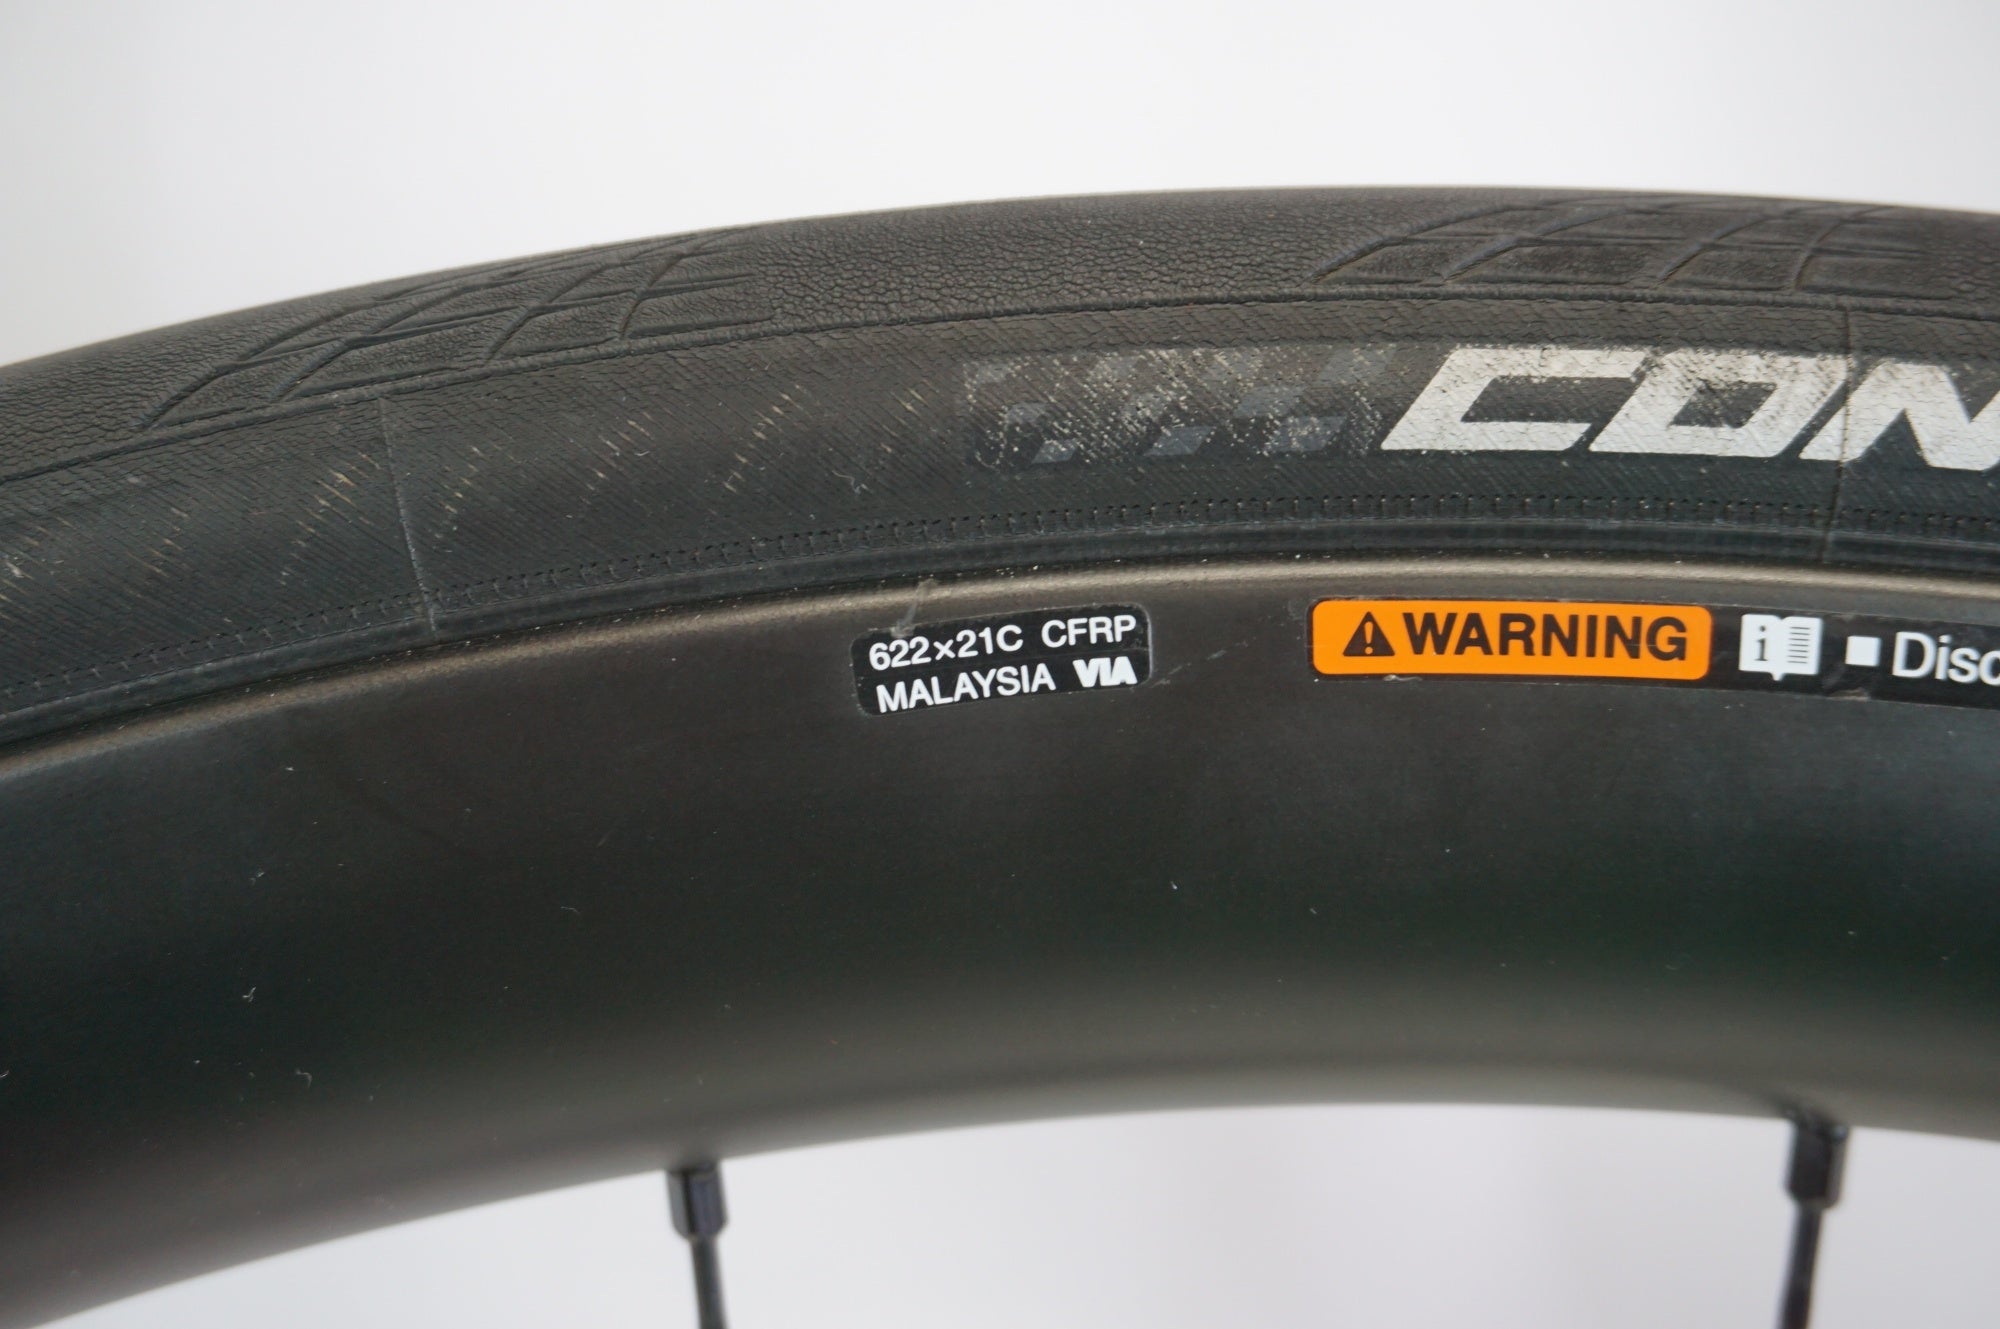 CON
622×21C CFRP
MALAYSIA VIA
⚠WARNING i ■ Disc